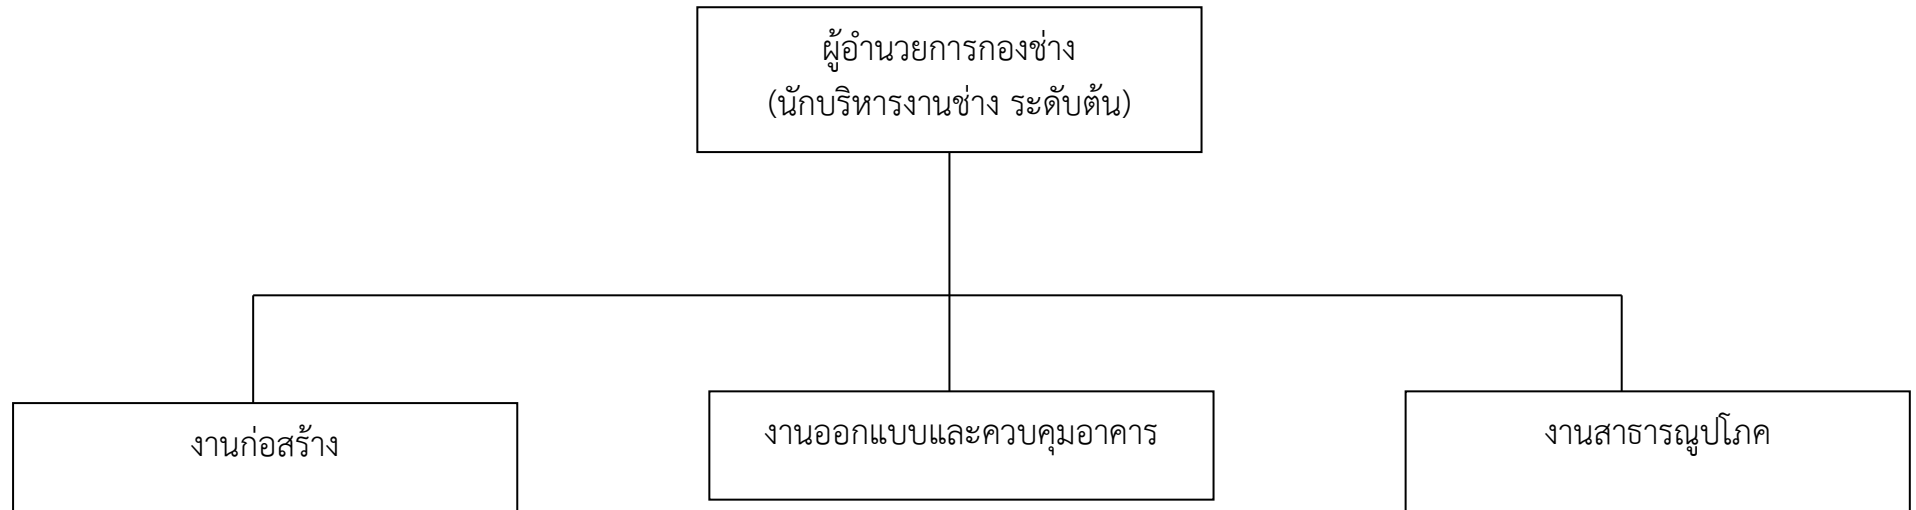 ผู้อำนวยการกองช่าง
(นักบริหารงานช่าง ระดับต้น)
งานก่อสร้าง
งานออกแบบและควบคุมอาคาร
งานสาธารณูปโภค